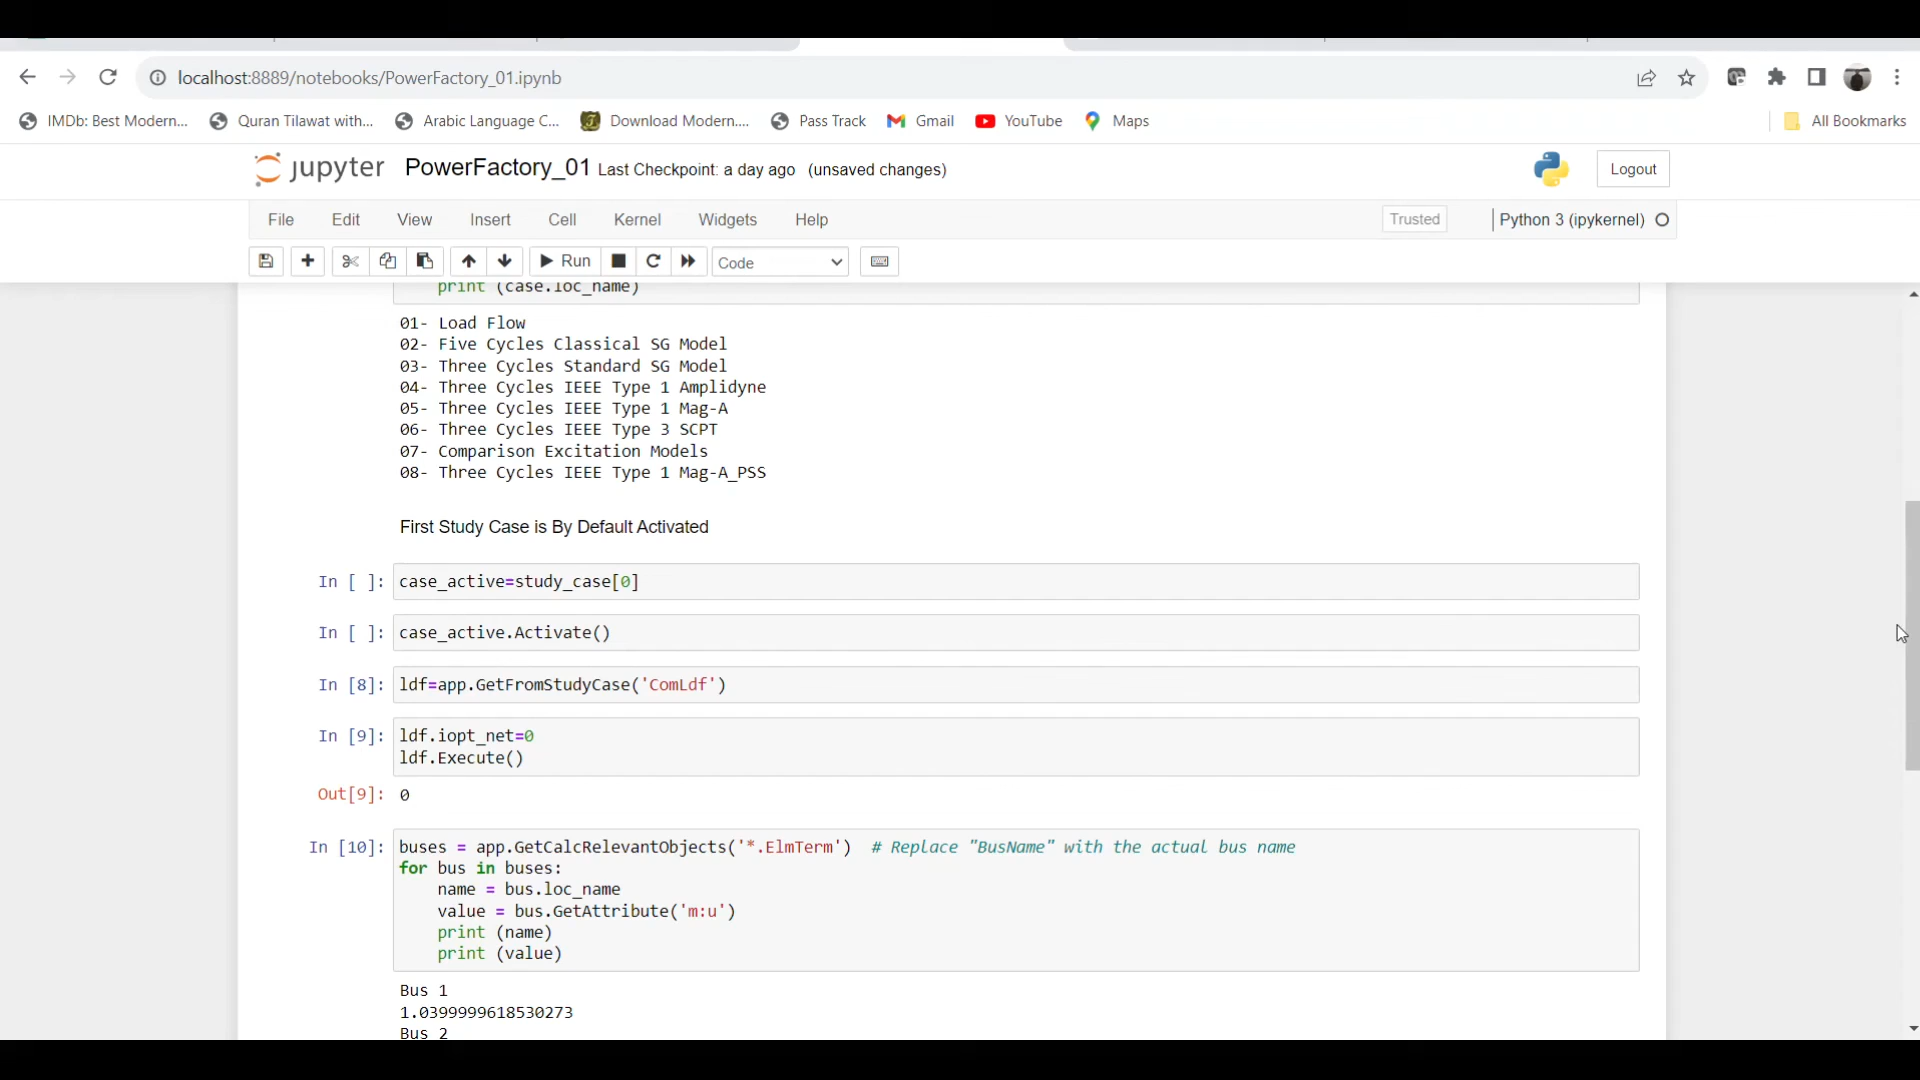 localhost:8889/notebooks/PowerFactory_01.ipynb
IMDb: Best Modern... Quran Tilawat with... Arabic Language C... Download Modern.... Pass Track Gmail YouTube Maps All Bookmarks
jupyter PowerFactory_01 Last Checkpoint: a day ago (unsaved changes) Logout
File Edit View Insert Cell Kernel Widgets Help Trusted Python 3 (ipykernel)
Run Code
print (case.loc_name)
01- Load Flow
02- Five Cycles Classical SG Model
03- Three Cycles Standard SG Model
04- Three Cycles IEEE Type 1 Amplidyne
05- Three Cycles IEEE Type 1 Mag-A
06- Three Cycles IEEE Type 3 SCPT
07- Comparison Excitation Models
08- Three Cycles IEEE Type 1 Mag-A_PSS
First Study Case is By Default Activated
In [ ]: case_active=study_case[0]
In [ ]: case_active.Activate()
In [8]: ldf=app.GetFromStudyCase('ComLdf')
In [9]: ldf.iopt_net=0
ldf.Execute()
Out[9]: 0
In [10]: buses = app.GetCalcRelevantObjects('*.ElmTerm') # Replace "BusName" with the actual bus name
for bus in buses:
name = bus.loc_name
value = bus.GetAttribute('m:u')
print (name)
print (value)
Bus 1
1.0399999618530273
Bus 2